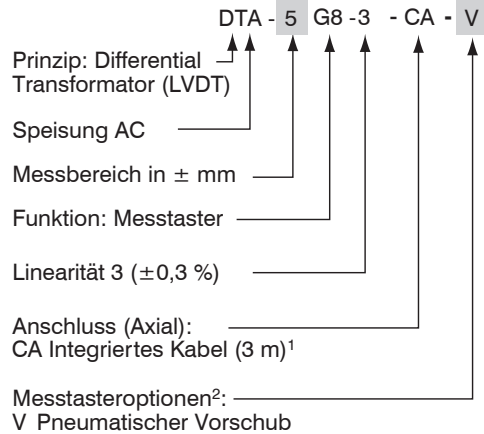 DTA - 5 G8 -3 - CA - V
Prinzip: Differential
Transformator (LVDT)
Speisung AC
Messbereich in ± mm
Funktion: Messtaster
Linearität 3 (±0,3 %)
Anschluss (Axial):
CA Integriertes Kabel (3 m)¹
Messtasteroptionen²:
V Pneumatischer Vorschub